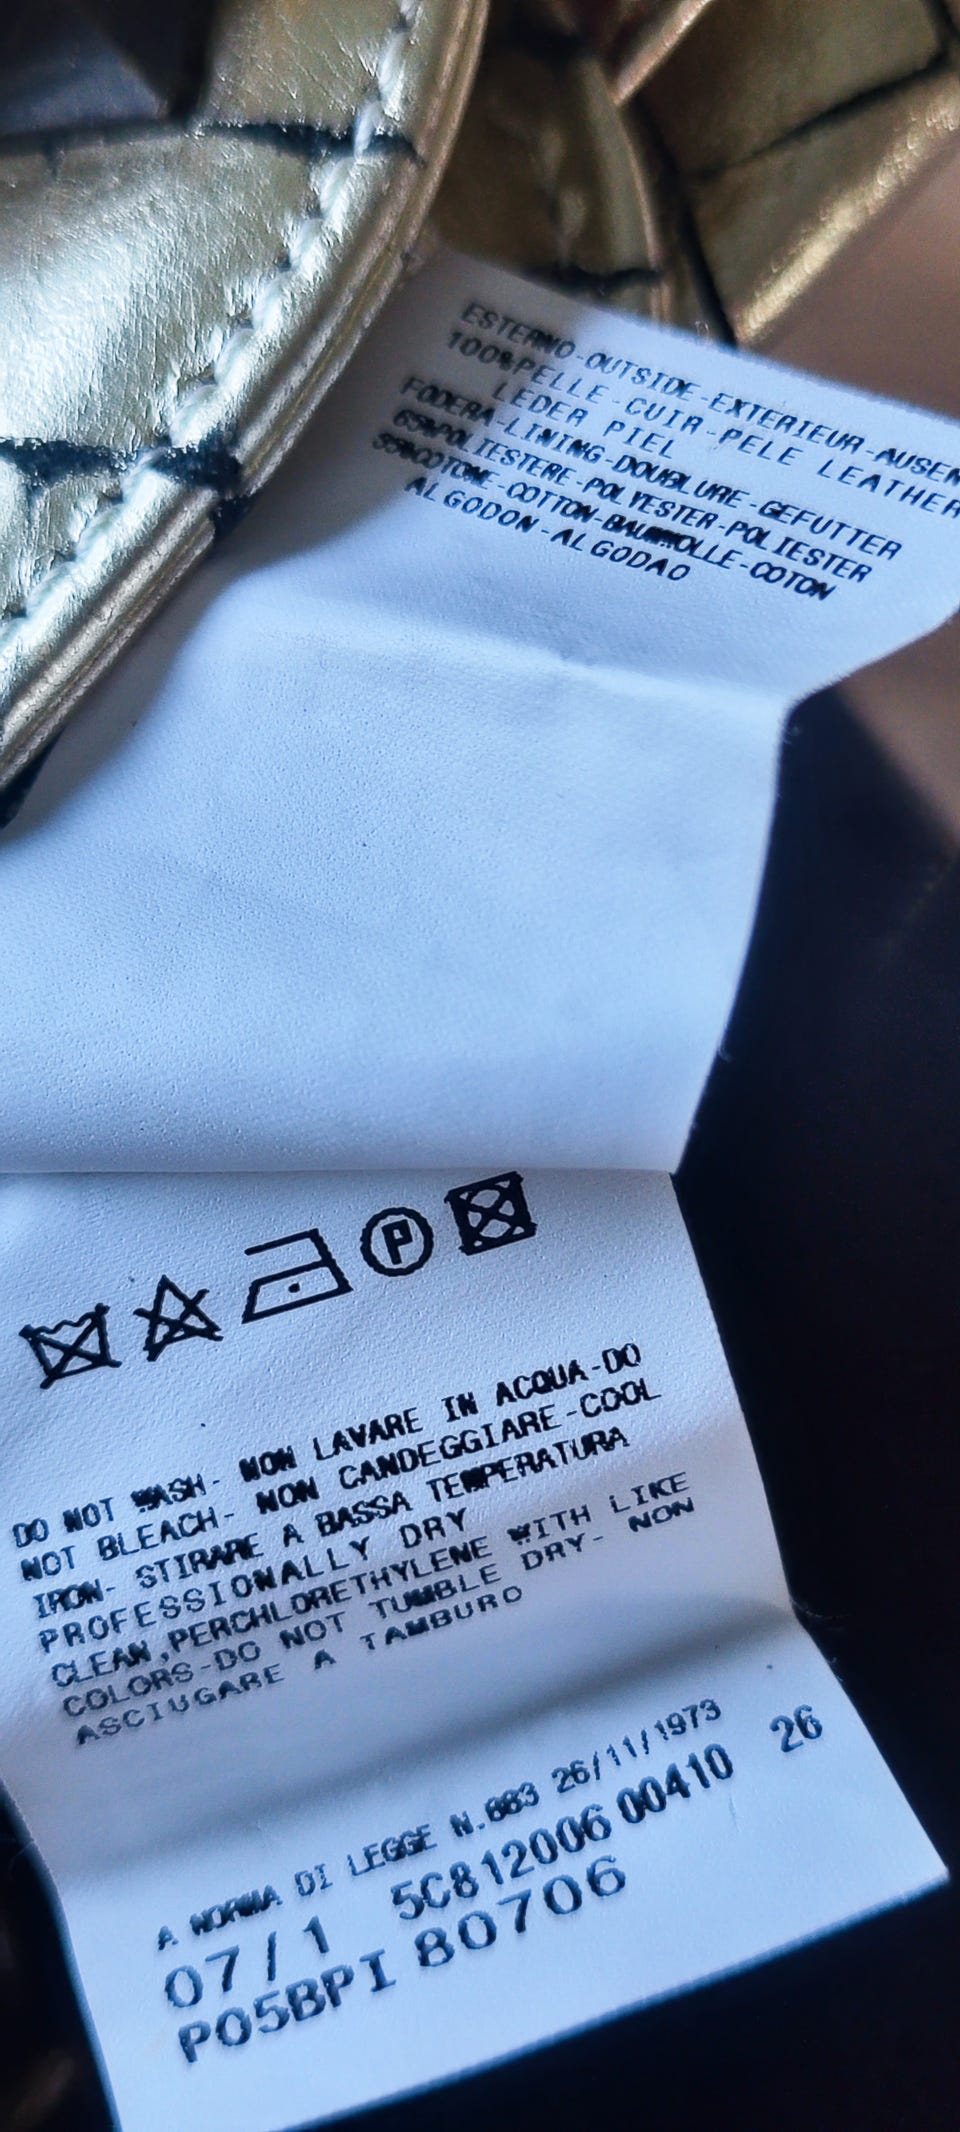 ESTERNO-OUTSIDE-EXTERIEUR-AUSEN
100%PELLE-CUIR-PELE LEATHER
LEDER PIEL
FODERA-LINING-DOUBLURE-GEFUTTER
65%POLIESTERE-POLYESTER-POLIESTER
35%COTONE-COTTON-BAUMWOLLE-COTON
ALGODON-ALGODAO
P
DO NOT WASH- NON LAVARE IN ACQUA-DO
NOT BLEACH- NON CANDEGGIARE-COOL
IRON- STIRARE A BASSA TEMPERATURA
PROFESSIONALLY DRY
CLEAN,PERCHLORETHYLENE WITH LIKE
COLORS-DO NOT TUMBLE DRY- NON
ASCIUGARE A TAMBURO
A NORMA DI LEGGE N.883 26/11/1973
07/1 5C812006 00410 26
P05BPI 80706